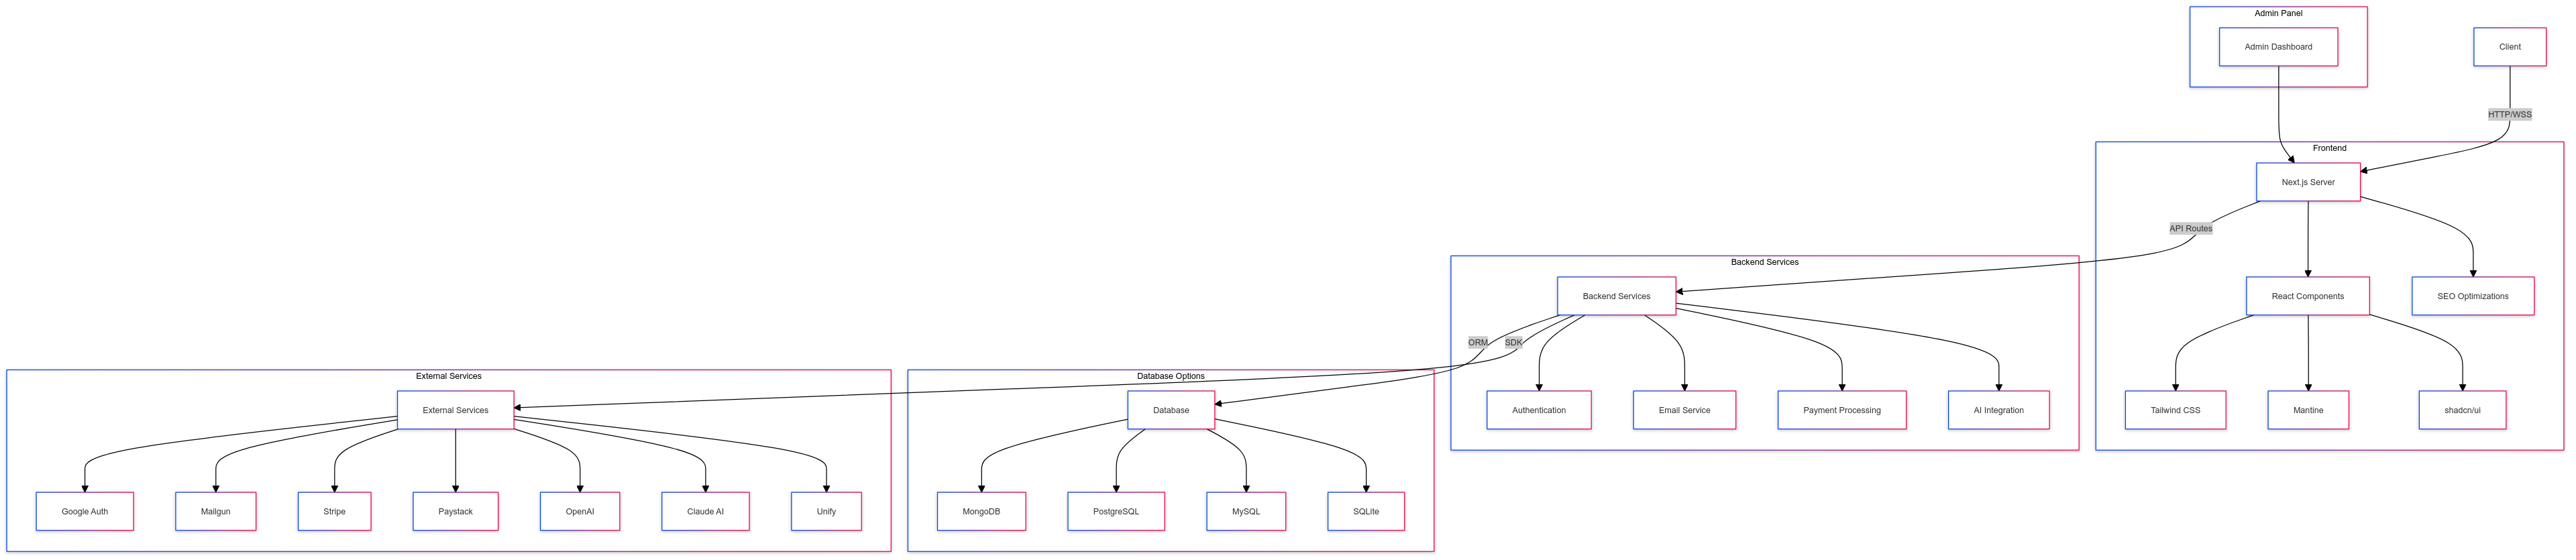 Admin Panel
Admin Dashboard
Client
HTTP/WSS
Frontend
Next.js Server
API Routes
Backend Services
Backend Services
React Components
SEO Optimizations
ORM
SDK
External Services
Database Options
External Services
Database
Authentication
Email Service
Payment Processing
AI Integration
Tailwind CSS
Mantine
shadcn/ui
Google Auth
Mailgun
Stripe
Paystack
OpenAI
Claude AI
Unify
MongoDB
PostgreSQL
MySQL
SQLite